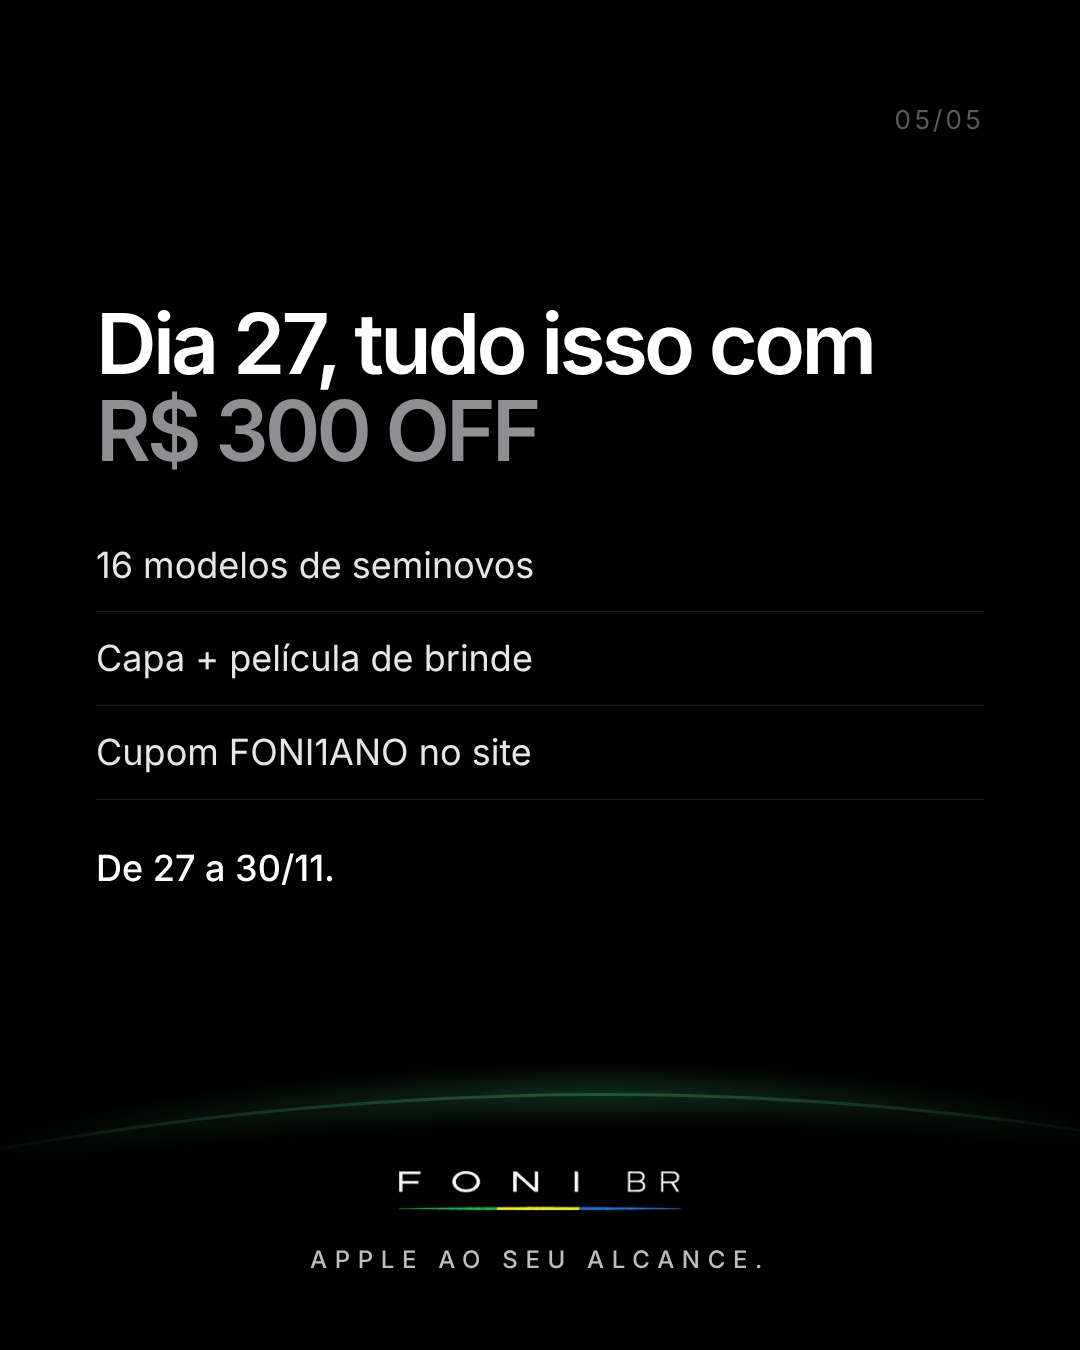 05/05
Dia 27, tudo isso com
R$ 300 OFF
16 modelos de seminovos
Capa + película de brinde
Cupom FONI1ANO no site
De 27 a 30/11.
FONI BR
APPLE AO SEU ALCANCE.